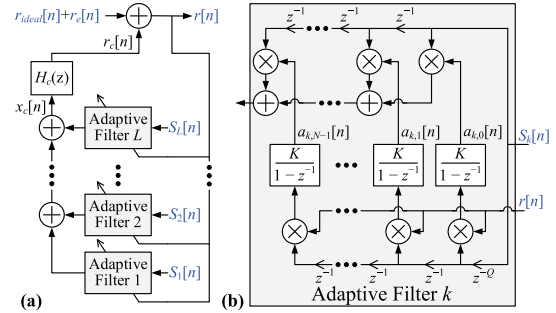 r_ideal[n]+r_e[n]
r[n]
r_c[n]
H_c(z)
x_c[n]
Adaptive
Filter L
S_L[n]
Adaptive
Filter 2
S_2[n]
Adaptive
Filter 1
S_1[n]
(a)
z^-1 z^-1 z^-1
a_k,N−1[n] a_k,1[n] a_k,0[n]
S_k[n]
K
1 − z^-1
K
1 − z^-1
K
1 − z^-1
r[n]
z^-1 z^-1 z^-1 z^-Q
(b)
Adaptive Filter k